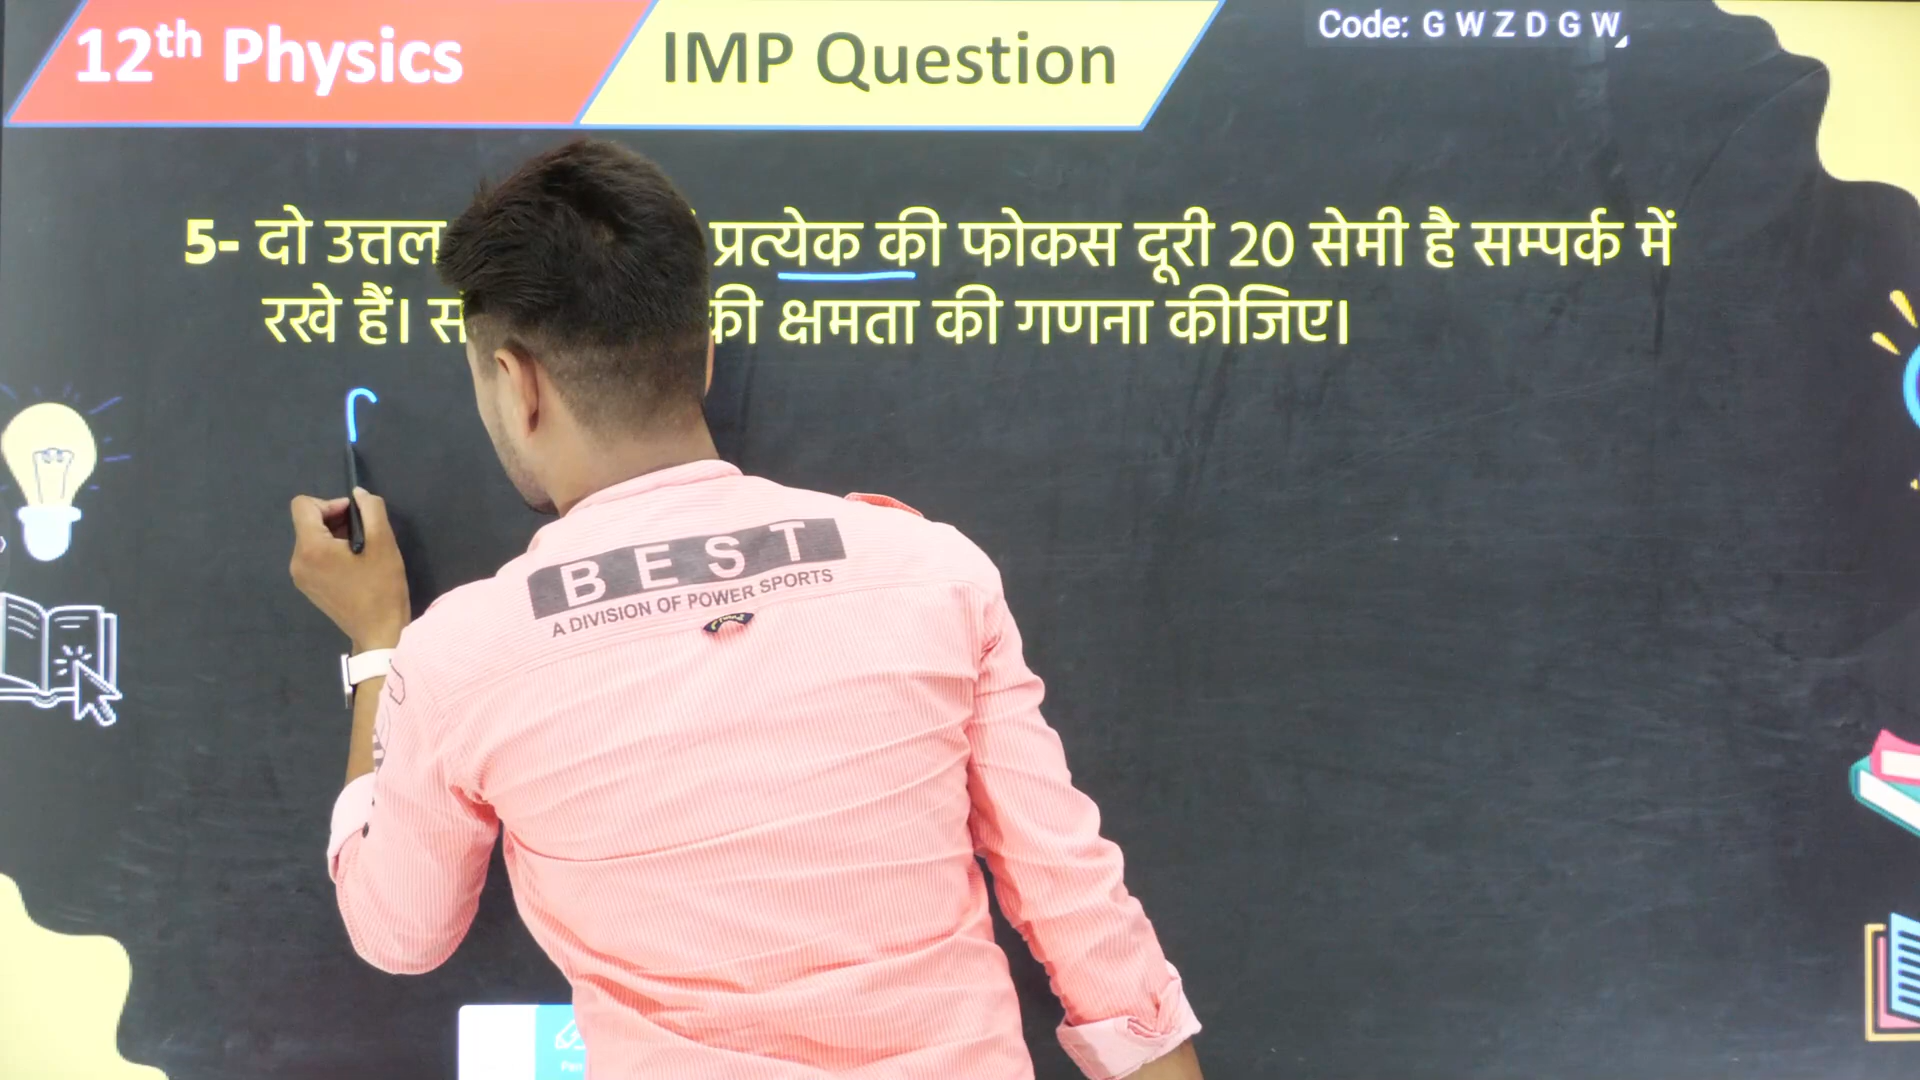 12th Physics
IMP Question
Code: G W Z D G W
5- दो उत्तल प्रत्येक की फोकस दूरी 20 सेमी है सम्पर्क में
रखे हैं। की क्षमता की गणना कीजिए।
BEST
A DIVISION OF POWER SPORTS